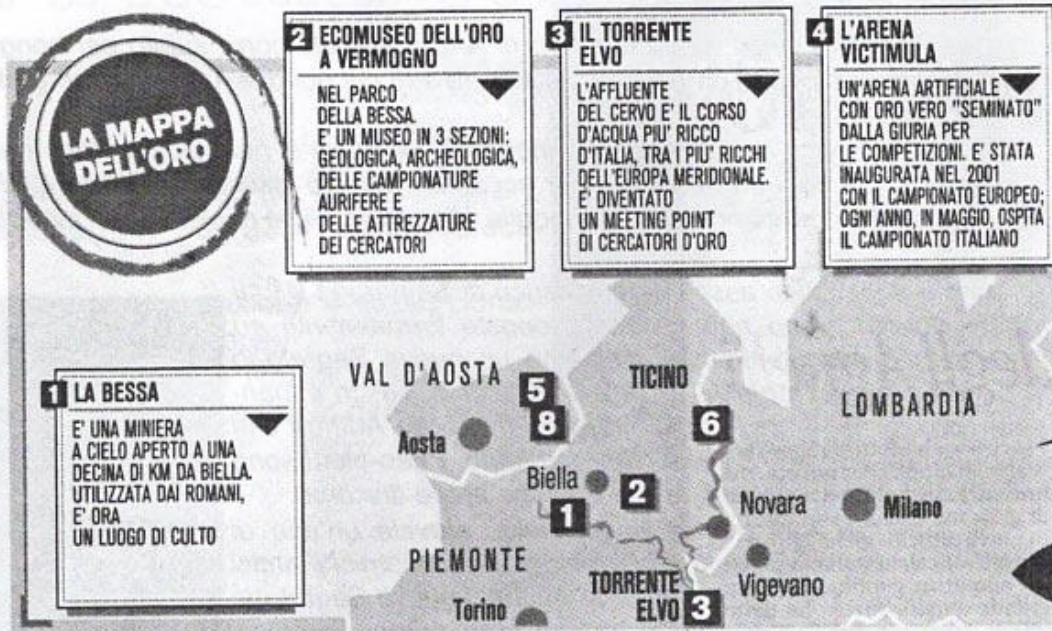 LA MAPPA
DELL'ORO
2 ECOMUSEO DELL'ORO
A VERMOGNO
NEL PARCO
DELLA BESSA.
E' UN MUSEO IN 3 SEZIONI:
GEOLOGICA, ARCHEOLOGICA,
DELLE CAMPIONATURE
AURIFERE E
DELLE ATTREZZATURE
DEI CERCATORI
3 IL TORRENTE
ELVO
L'AFFLUENTE
DEL CERVO E' IL CORSO
D'ACQUA PIU' RICCO
D'ITALIA, TRA I PIU' RICCHI
DELL'EUROPA MERIDIONALE.
E' DIVENTATO
UN MEETING POINT
DI CERCATORI D'ORO
4 L'ARENA
VICTIMULA
UN'ARENA ARTIFICIALE
CON ORO VERO "SEMINATO"
DALLA GIURIA PER
LE COMPETIZIONI. E' STATA
INAUGURATA NEL 2001
CON IL CAMPIONATO EUROPEO;
OGNI ANNO, IN MAGGIO, OSPITA
IL CAMPIONATO ITALIANO
1 LA BESSA
E' UNA MINIERA
A CIELO APERTO A UNA
DECINA DI KM DA BIELLA.
UTILIZZATA DAI ROMANI,
E' ORA
UN LUOGO DI CULTO
VAL D'AOSTA
5
8
TICINO
6
LOMBARDIA
Aosta
Biella
2
1
Novara
Milano
PIEMONTE
Vigevano
TORRENTE
ELVO 3
Torino